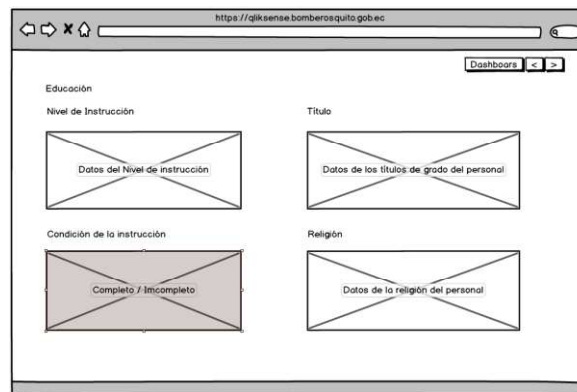 https://qliksense.bomberosquito.gob.ec
Dashboars < >
Educación
Nivel de Instrucción Título
Datos del Nivel de instrucción Datos de los títulos de grado del personal
Condición de la instrucción Religión
Completo / Imcompleto Datos de la religión del personal